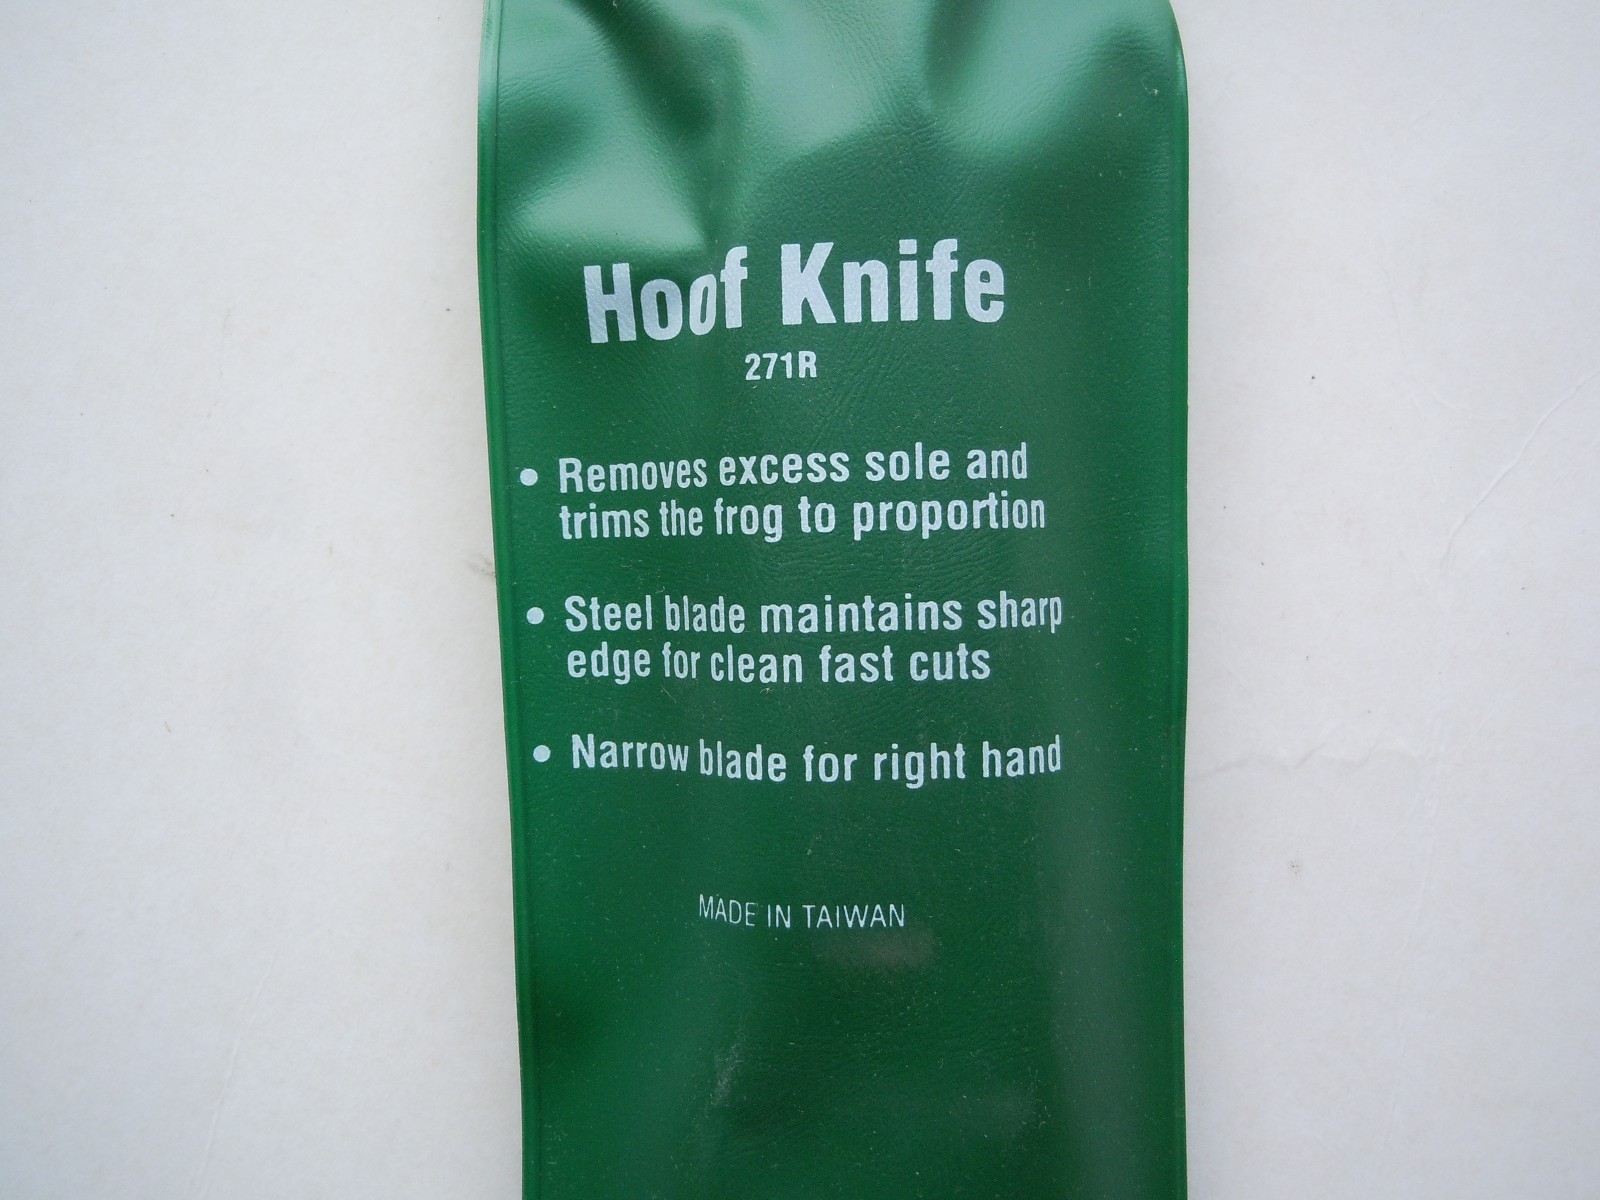 Hoof Knife
271R
• Removes excess sole and
trims the frog to proportion
• Steel blade maintains sharp
edge for clean fast cuts
• Narrow blade for right hand
MADE IN TAIWAN